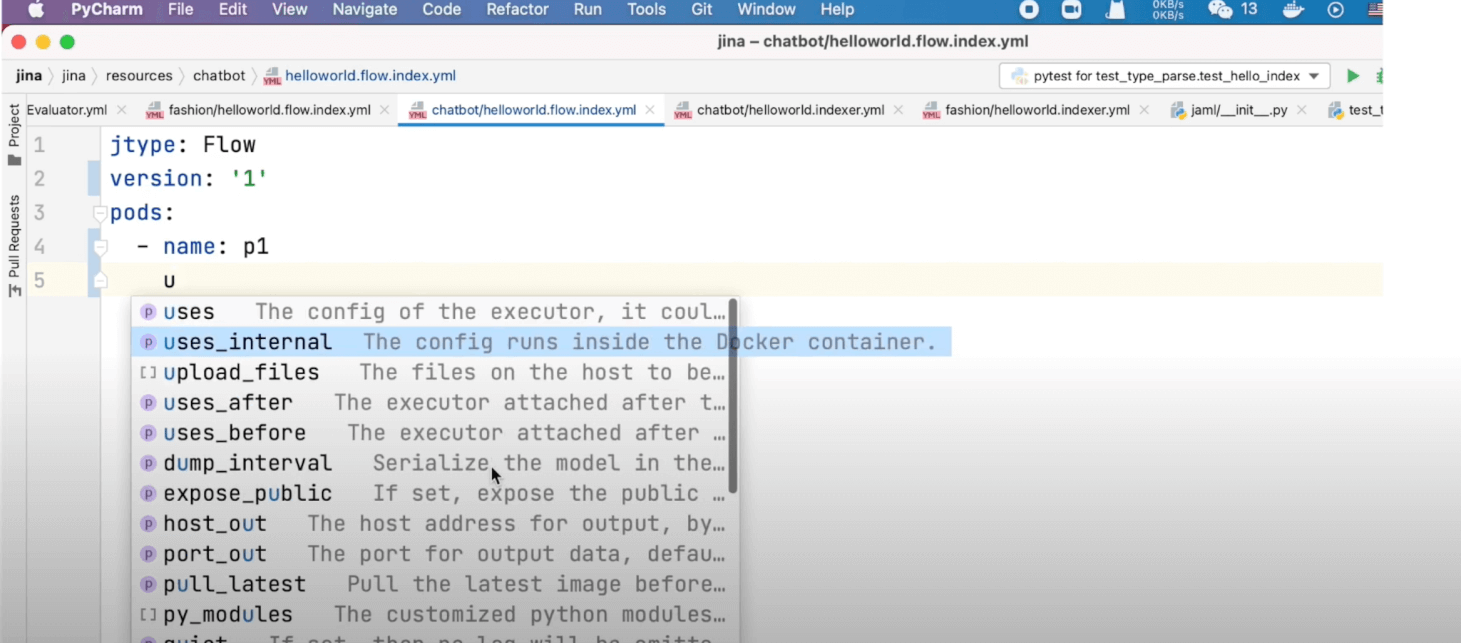 PyCharm File Edit View Navigate Code Refactor Run Tools Git Window Help 0KB/s 0KB/s 13
jina – chatbot/helloworld.flow.index.yml
jina jina resources chatbot helloworld.flow.index.yml pytest for test_type_parse.test_hello_index
Evaluator.yml fashion/helloworld.flow.index.yml chatbot/helloworld.flow.index.yml chatbot/helloworld.indexer.yml fashion/helloworld.indexer.yml jaml/__init__.py test_t
Project
Pull Requests
1 jtype: Flow
2 version: '1'
3 pods:
4 - name: p1
5 u
uses The config of the executor, it coul…
uses_internal The config runs inside the Docker container.
upload_files The files on the host to be…
uses_after The executor attached after t…
uses_before The executor attached after …
dump_interval Serialize the model in the…
expose_public If set, expose the public …
host_out The host address for output, by…
port_out The port for output data, defau…
pull_latest Pull the latest image before…
py_modules The customized python modules…